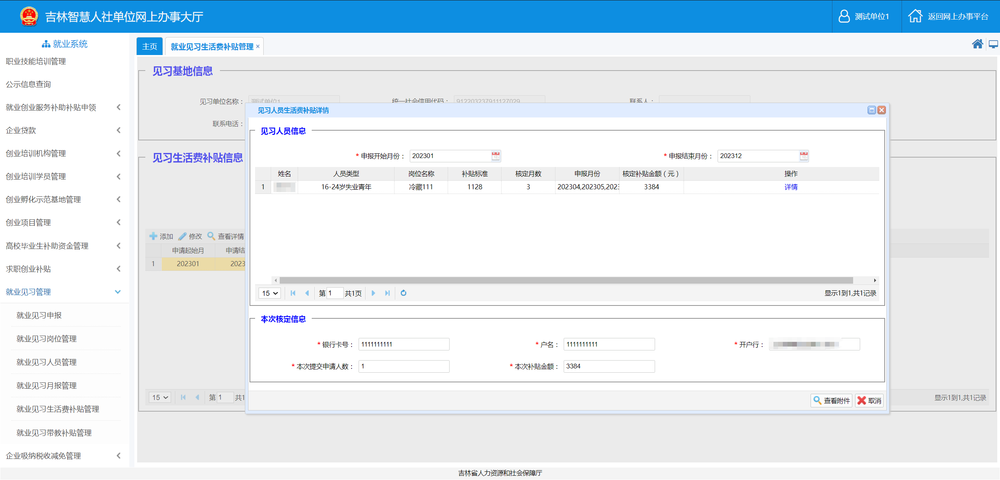 吉林智慧人社单位网上办事大厅
测试单位1
返回网上办事平台
就业系统
职业技能培训管理
公示信息查询
就业创业服务补助补贴申领
企业贷款
创业培训机构管理
创业培训学员管理
创业孵化示范基地管理
创业项目管理
高校毕业生补助资金管理
求职创业补贴
就业见习管理
就业见习申报
就业见习岗位管理
就业见习人员管理
就业见习月报管理
就业见习生活费补贴管理
就业见习带教补贴管理
企业吸纳税收减免管理
主页 就业见习生活费补贴管理 ×
见习基地信息
见习单位名称： 测试单位1 统一社会信用代码： 912203237911127029 联系人：
联系电话：
见习生活费补贴信息
添加 修改 查看详情
申请起始月 申请结
1 202301 2023
15 第 1 共1
显示1到1,共1记录
见习人员生活费补贴详情
见习人员信息
* 申报开始月份： 202301 * 申报结束月份： 202312
姓名 人员类型 岗位名称 补贴标准 核定月数 申报月份 核定补贴金额（元） 操作
1 16-24岁失业青年 冷藏111 1128 3 202304,202305,2023 3384 详情
15 第 1 共1页 显示1到1,共1记录
本次核定信息
* 银行卡号： 1111111111 * 户名： 1111111111 * 开户行：
* 本次提交申请人数： 1 * 本次补贴金额： 3384
查看附件 取消
吉林省人力资源和社会保障厅